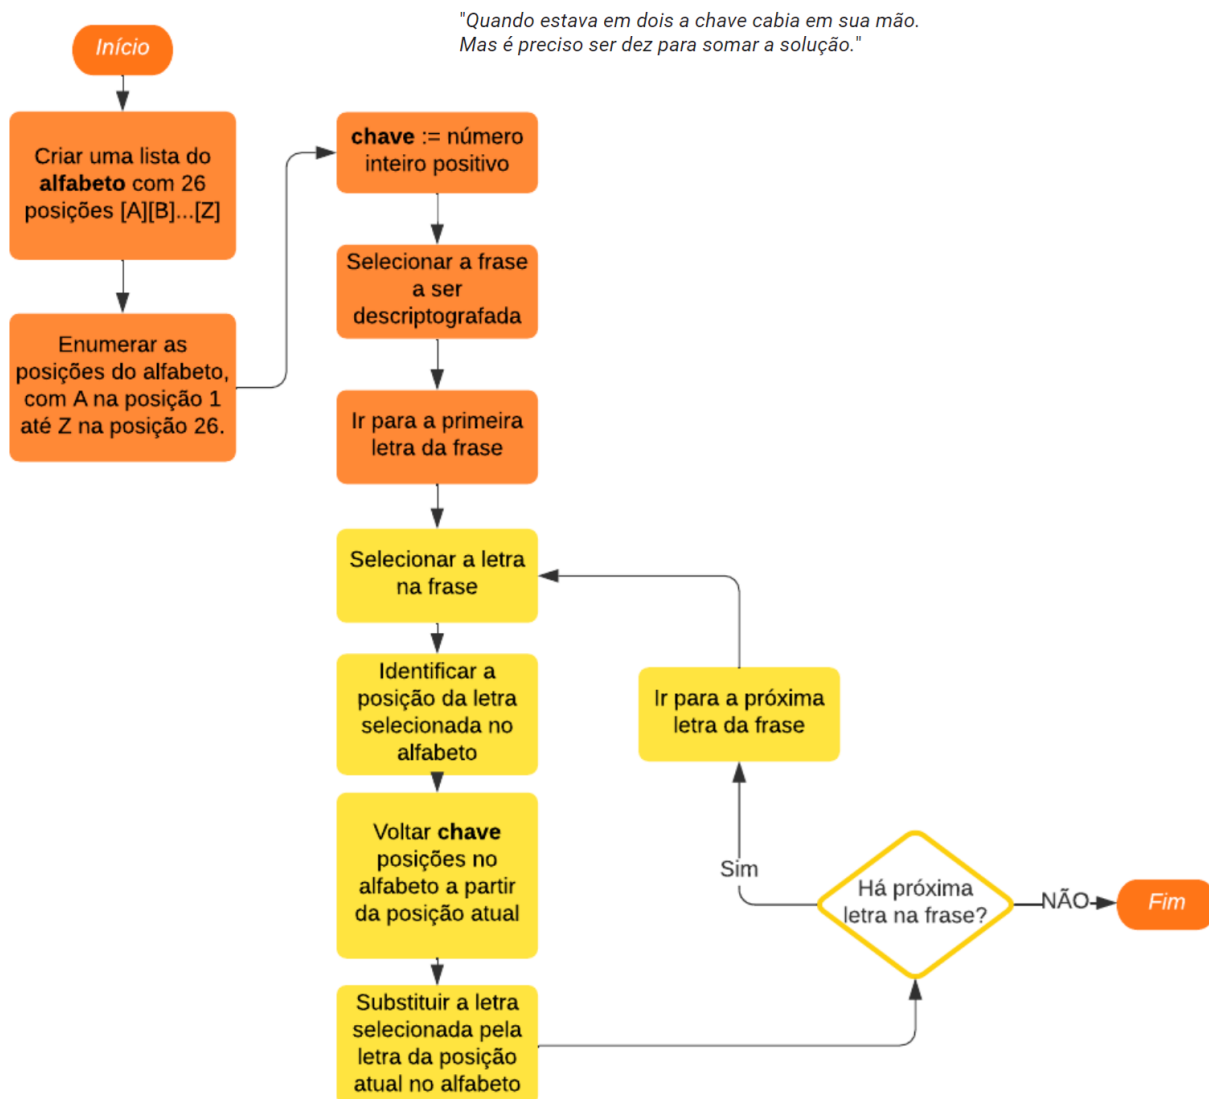 "Quando estava em dois a chave cabia em sua mão.
Mas é preciso ser dez para somar a solução."
Início
Criar uma lista do
alfabeto com 26
posições [A][B]...[Z]
Enumerar as
posições do alfabeto,
com A na posição 1
até Z na posição 26.
chave := número
inteiro positivo
Selecionar a frase
a ser
descriptografada
Ir para a primeira
letra da frase
Selecionar a letra
na frase
Identificar a
posição da letra
selecionada no
alfabeto
Voltar chave
posições no
alfabeto a partir
da posição atual
Substituir a letra
selecionada pela
letra da posição
atual no alfabeto
Há próxima
letra na frase?
Sim
Ir para a próxima
letra da frase
NÃO
Fim